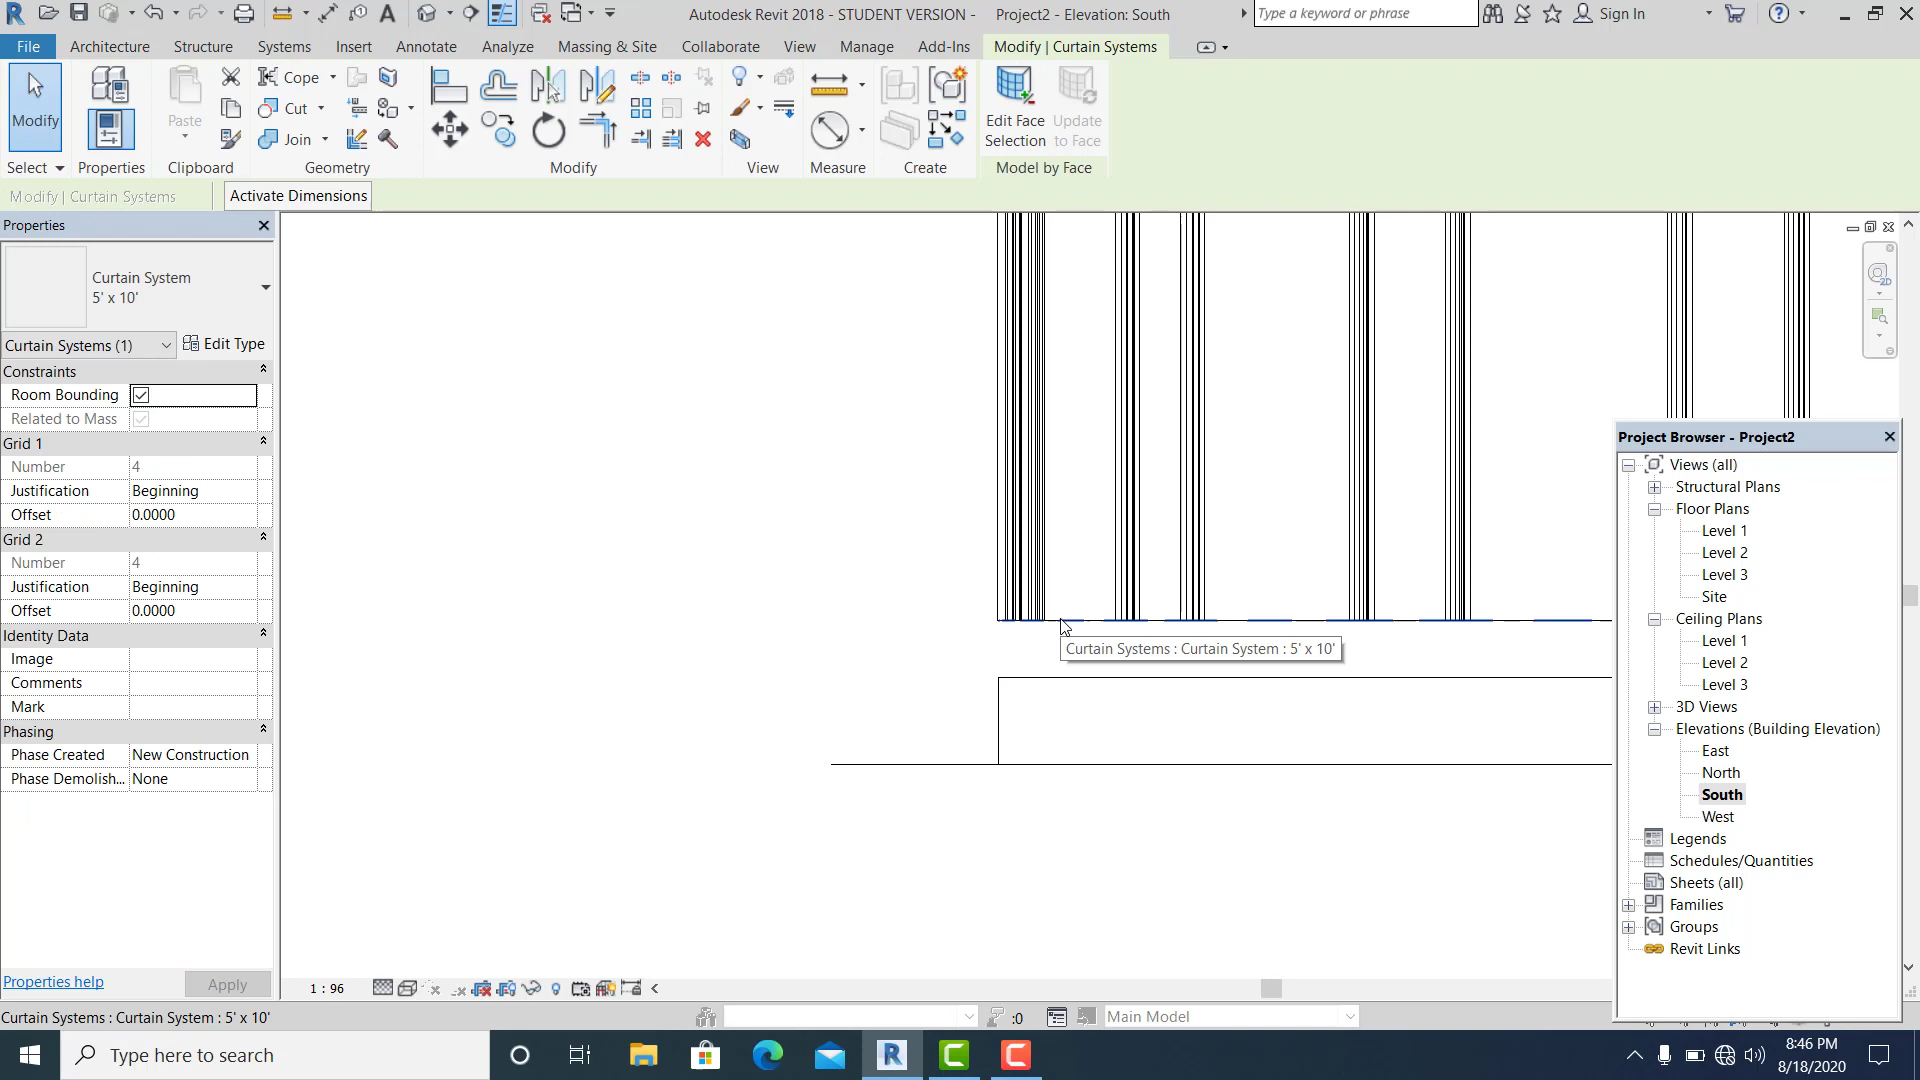 Autodesk Revit 2018 - STUDENT VERSION - Project2 - Elevation: South
Type a keyword or phrase
Sign In
File Architecture Structure Systems Insert Annotate Analyze Massing & Site Collaborate View Manage Add-Ins Modify | Curtain Systems
Modify
Paste
Cope
Cut
Join
Edit Face Selection
Update to Face
Select Properties Clipboard Geometry Modify View Measure Create Model by Face
Modify | Curtain Systems
Activate Dimensions
Properties
Curtain System
5' x 10'
Curtain Systems (1)
Edit Type
Constraints
Room Bounding
Related to Mass
Grid 1
Number 4
Justification Beginning
Offset 0.0000
Grid 2
Number 4
Justification Beginning
Offset 0.0000
Identity Data
Image
Comments
Mark
Phasing
Phase Created New Construction
Phase Demolish... None
Properties help
Apply
Curtain Systems : Curtain System : 5' x 10'
2D
Project Browser - Project2
Views (all)
Structural Plans
Floor Plans
Level 1
Level 2
Level 3
Site
Ceiling Plans
Level 1
Level 2
Level 3
3D Views
Elevations (Building Elevation)
East
North
South
West
Legends
Schedules/Quantities
Sheets (all)
Families
Groups
Revit Links
1 : 96
Curtain Systems : Curtain System : 5' x 10'
:0
Main Model
Type here to search
8:46 PM
8/18/2020